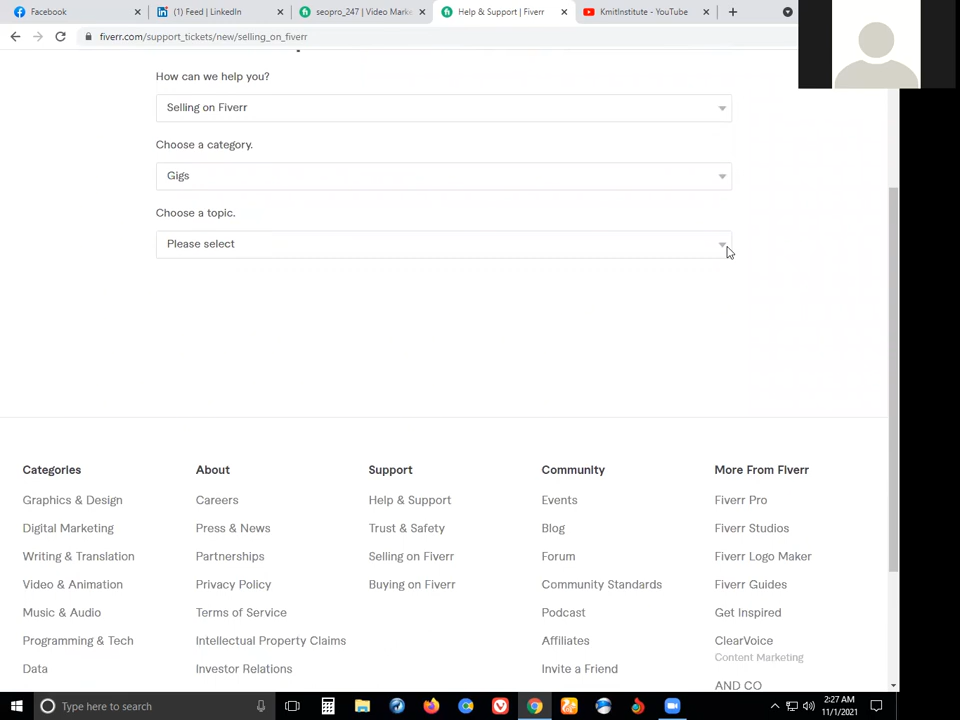 Facebook
(1) Feed | LinkedIn
seopro_247 | Video Marke
Help & Support | Fiverr
KmitInstitute - YouTube
fiverr.com/support_tickets/new/selling_on_fiverr
How can we help you?
Selling on Fiverr
Choose a category.
Gigs
Choose a topic.
Please select
Categories
About
Support
Community
More From Fiverr
Graphics & Design
Careers
Help & Support
Events
Fiverr Pro
Digital Marketing
Press & News
Trust & Safety
Blog
Fiverr Studios
Writing & Translation
Partnerships
Selling on Fiverr
Forum
Fiverr Logo Maker
Video & Animation
Privacy Policy
Buying on Fiverr
Community Standards
Fiverr Guides
Music & Audio
Terms of Service
Podcast
Get Inspired
Programming & Tech
Intellectual Property Claims
Affiliates
ClearVoice
Content Marketing
Data
Investor Relations
Invite a Friend
AND CO
Type here to search
2:27 AM
11/1/2021